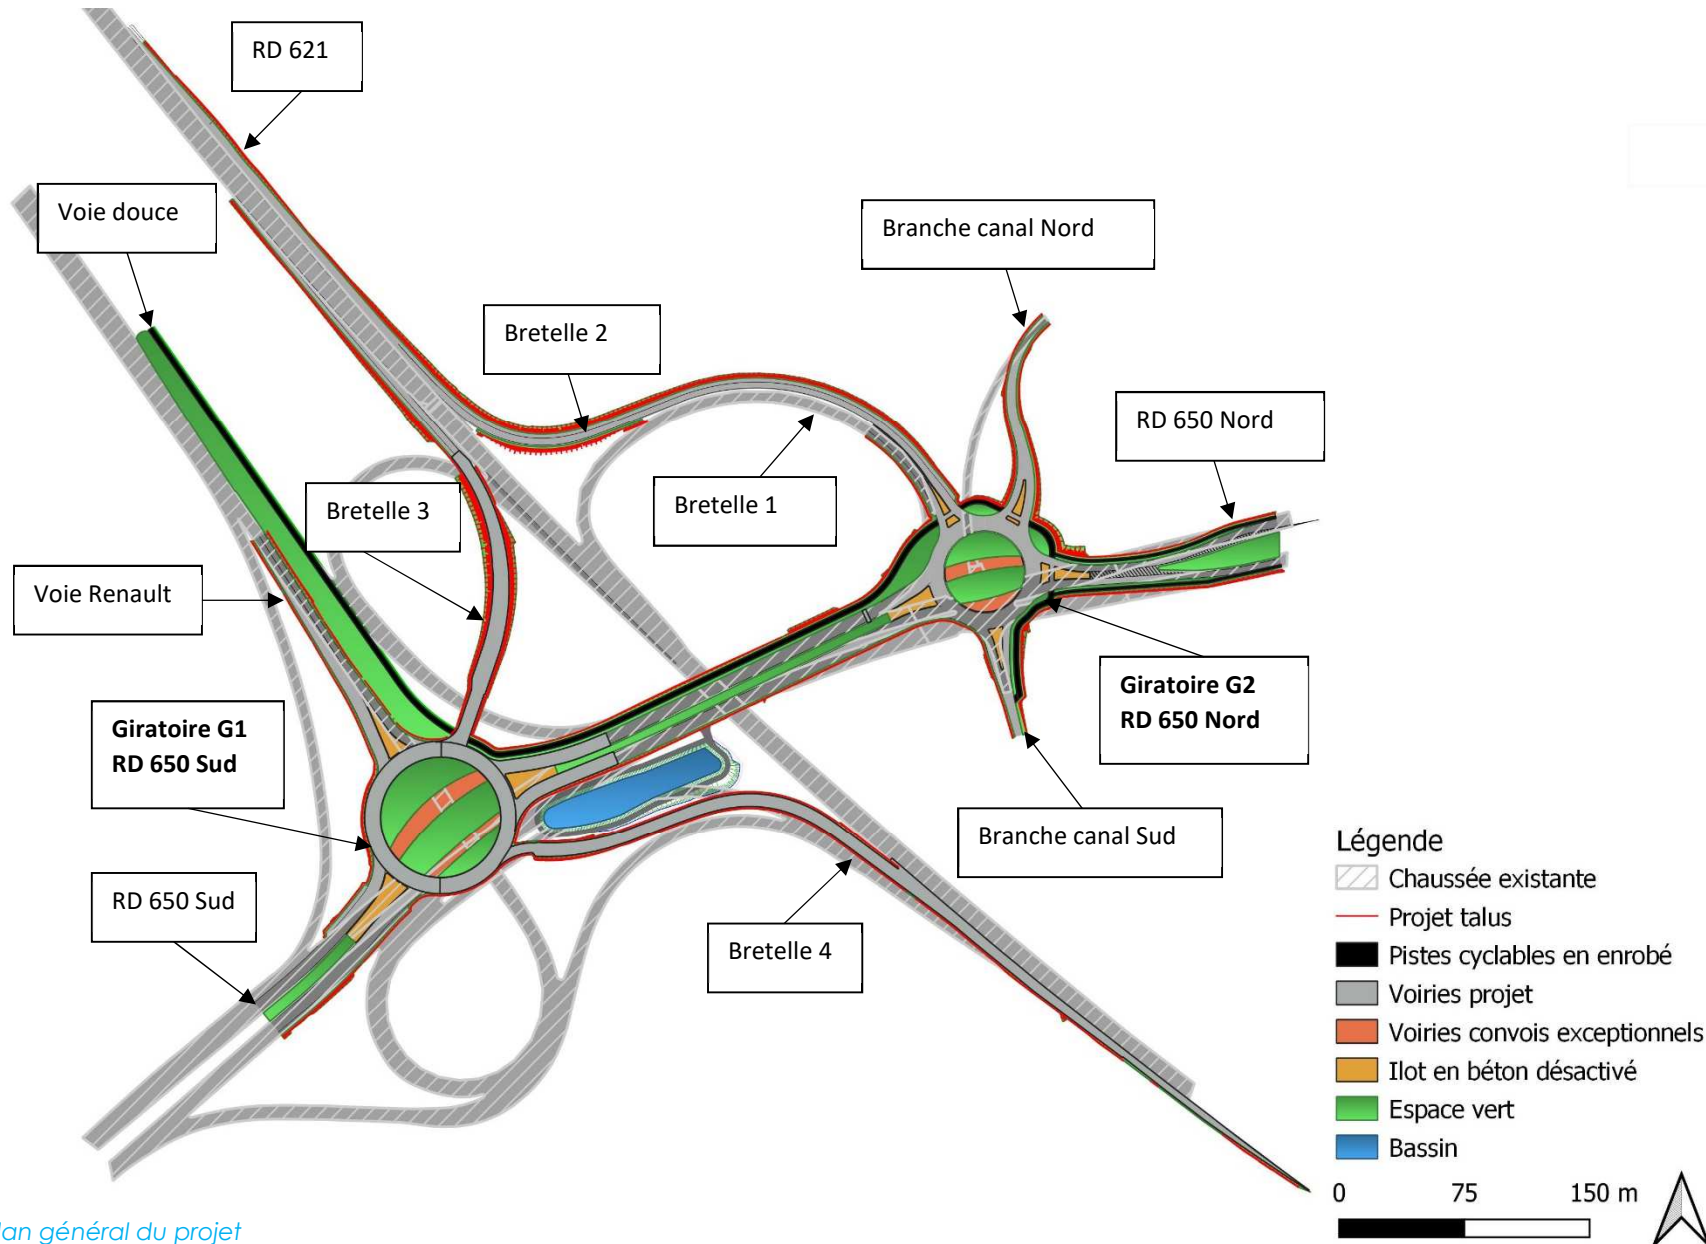 RD 621
Voie douce
Branche canal Nord
Bretelle 2
RD 650 Nord
Bretelle 3
Bretelle 1
Voie Renault
Giratoire G1
RD 650 Sud
Giratoire G2
RD 650 Nord
Branche canal Sud
RD 650 Sud
Bretelle 4
Légende
Chaussée existante
Projet talus
Pistes cyclables en enrobé
Voiries projet
Voiries convois exceptionnels
Ilot en béton désactivé
Espace vert
Bassin
0 75 150 m
lan général du projet